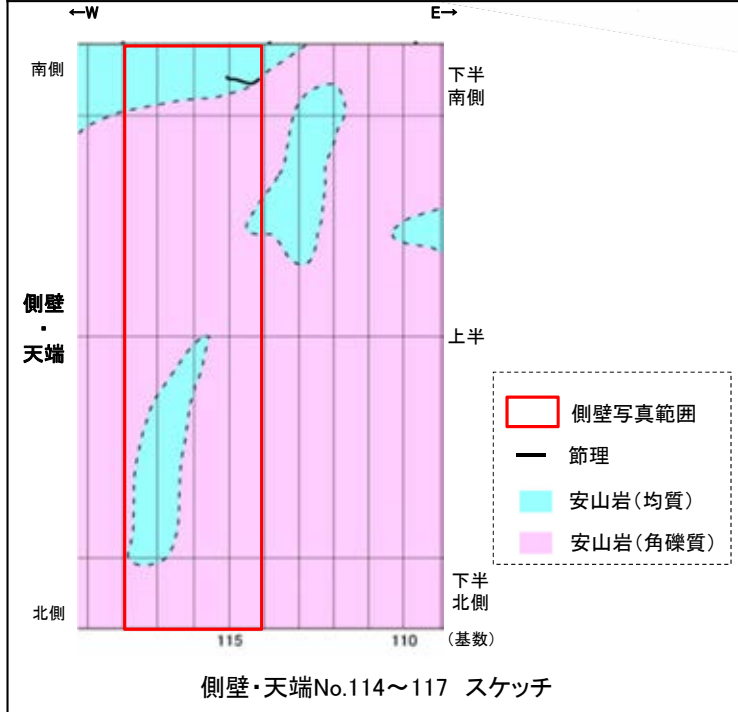 ←W
E→
南側
下半
南側
側壁
・
天端
上半
側壁写真範囲
節理
安山岩(均質)
安山岩(角礫質)
下半
北側
北側
115
110
(基数)
側壁・天端No.114～117 スケッチ